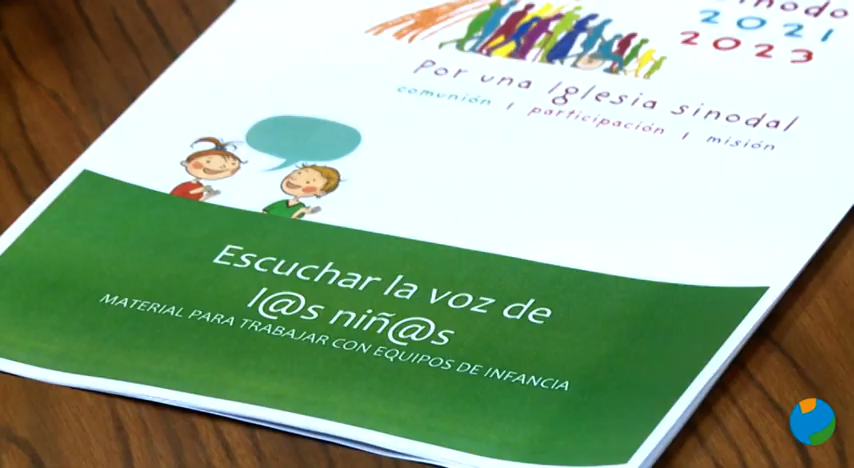 2021
2023
Por una Iglesia sinodal
comunión | participación | misión
Escuchar la voz de
l@s niñ@s
MATERIAL PARA TRABAJAR CON EQUIPOS DE INFANCIA